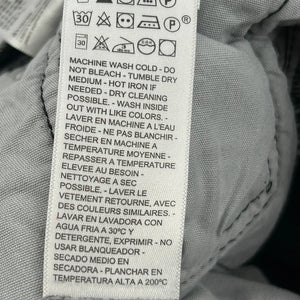 30
P
MACHINE WASH COLD - DO
NOT BLEACH - TUMBLE DRY
MEDIUM - HOT IRON IF
NEEDED - DRY CLEANING
POSSIBLE. - WASH INSIDE
OUT WITH LIKE COLORS. -
LAVER EN MACHINE A L'EAU
FROIDE - NE PAS BLANCHIR -
SECHER EN MACHINE A
TEMPERATURE MOYENNE -
REPASSER A TEMPERATURE
ELEVEE AU BESOIN -
NETTOYAGE A SEC
POSSIBLE. - LAVER LE
VETEMENT RETOURNE, AVEC
DES COULEURS SIMILAIRES. -
LAVAR EN LAVADORA CON
AGUA FRIA A 30ºC Y
DETERGENTE, EXPRIMIR - NO
USAR BLANQUEADOR. -
SECADO MEDIO EN
SECADORA - PLANCHAR EN
TEMPERATURA ALTA A 200ºC